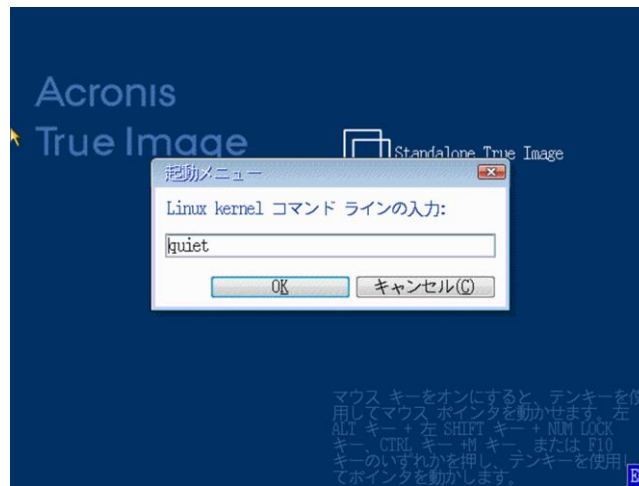 Acronis
True Image
Standalone True Image
起動メニュー
Linux kernel コマンド ラインの入力:
quiet
OK
キャンセル(C)
マウス キーをオンにすると、テンキーを使
用してマウス ポインタを動かせます。左
ALT キー + 左 SHIFT キー + NUM LOCK
キー、CTRL キー +M キー、または F10
キーのいずれかを押し、テンキーを使用し
てポインタを動かします。
E